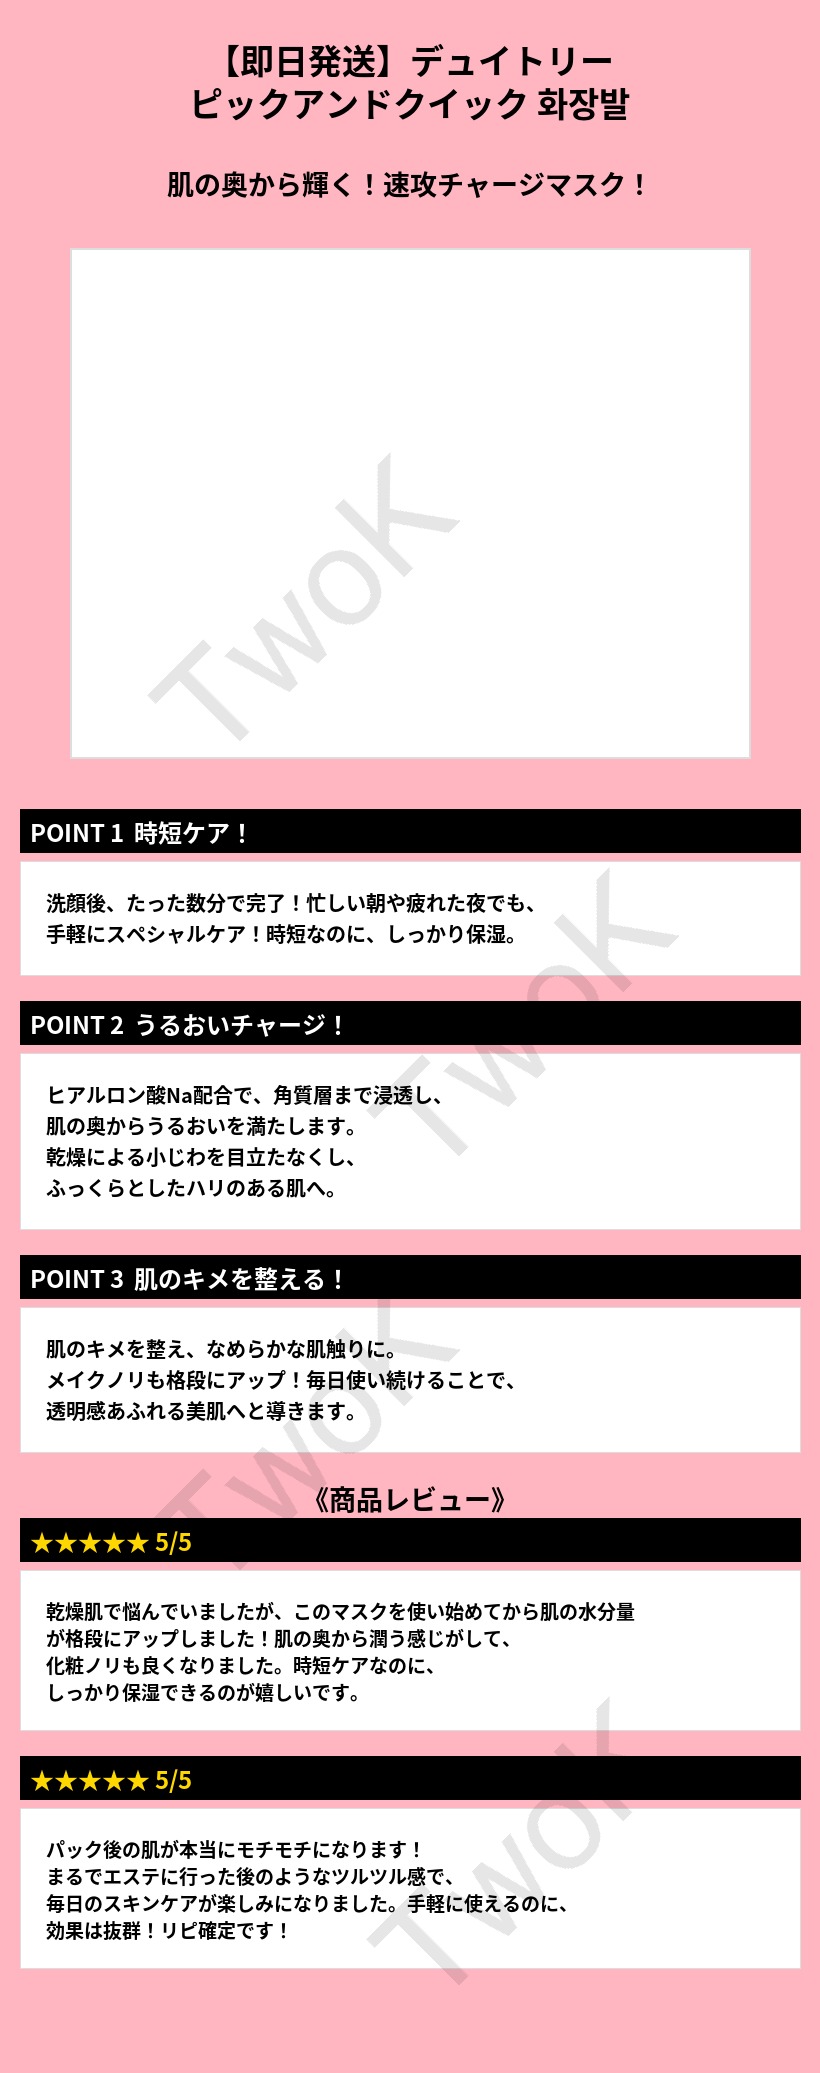 【即日発送】デュイトリー
ピックアンドクイック 화장발
肌の奥から輝く！速攻チャージマスク！
TwoK
POINT 1 時短ケア！
洗顔後、たった数分で完了！忙しい朝や疲れた夜でも、
手軽にスペシャルケア！時短なのに、しっかり保湿。
TwoK
POINT 2 うるおいチャージ！
ヒアルロン酸Na配合で、角質層まで浸透し、
肌の奥からうるおいを満たします。
乾燥による小じわを目立たなくし、
ふっくらとしたハリのある肌へ。
POINT 3 肌のキメを整える！
肌のキメを整え、なめらかな肌触りに。
メイクノリも格段にアップ！毎日使い続けることで、
透明感あふれる美肌へと導きます。
TwoK
《商品レビュー》
★★★★★ 5/5
乾燥肌で悩んでいましたが、このマスクを使い始めてから肌の水分量
が格段にアップしました！肌の奥から潤う感じがして、
化粧ノリも良くなりました。時短ケアなのに、
しっかり保湿できるのが嬉しいです。
★★★★★ 5/5
パック後の肌が本当にモチモチになります！
まるでエステに行った後のようなツルツル感で、
毎日のスキンケアが楽しみになりました。手軽に使えるのに、
効果は抜群！リピ確定です！
TwoK